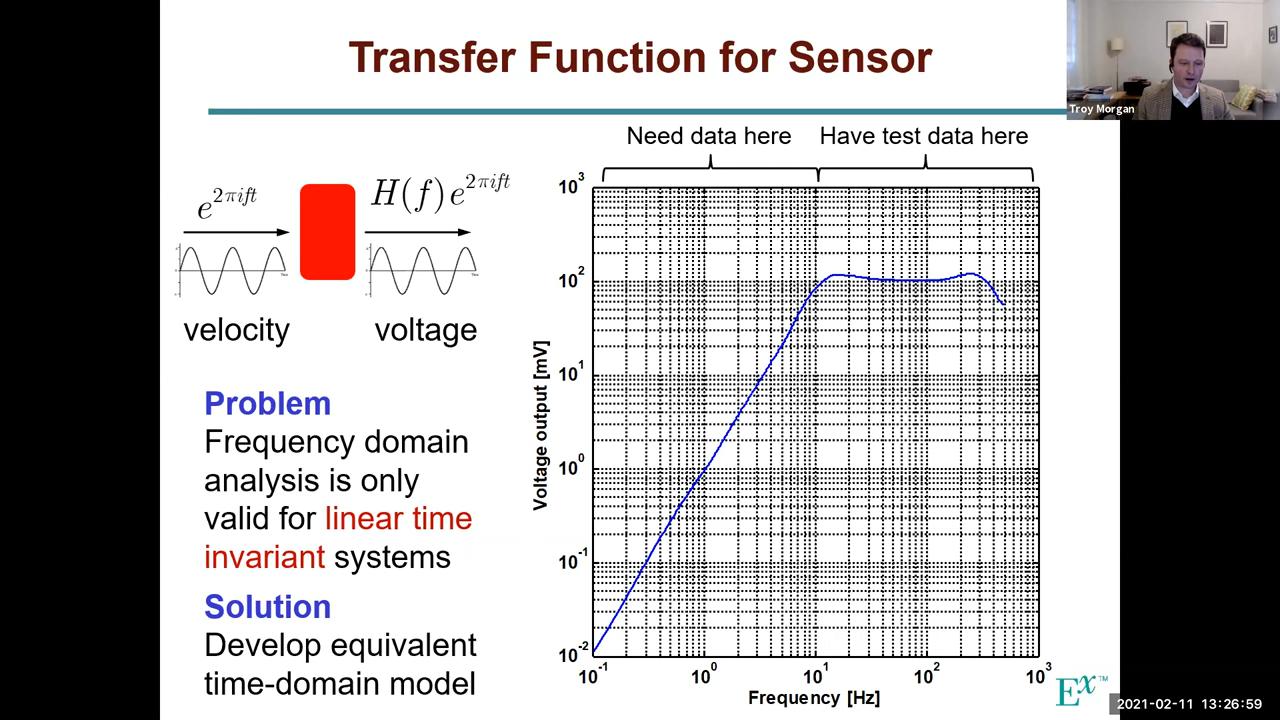 Transfer Function for Sensor
Troy Morgan
Need data here
Have test data here
e^{2πift}
H(f) e^{2πift}
velocity
voltage
Problem
Frequency domain
analysis is only
valid for linear time
invariant systems
Solution
Develop equivalent
time-domain model
Voltage output [mV]
10^3
10^2
10^1
10^0
10^-1
10^-2
10^-1
10^0
10^1
10^2
10^3
Frequency [Hz]
Ex™
2021-02-11 13:26:59